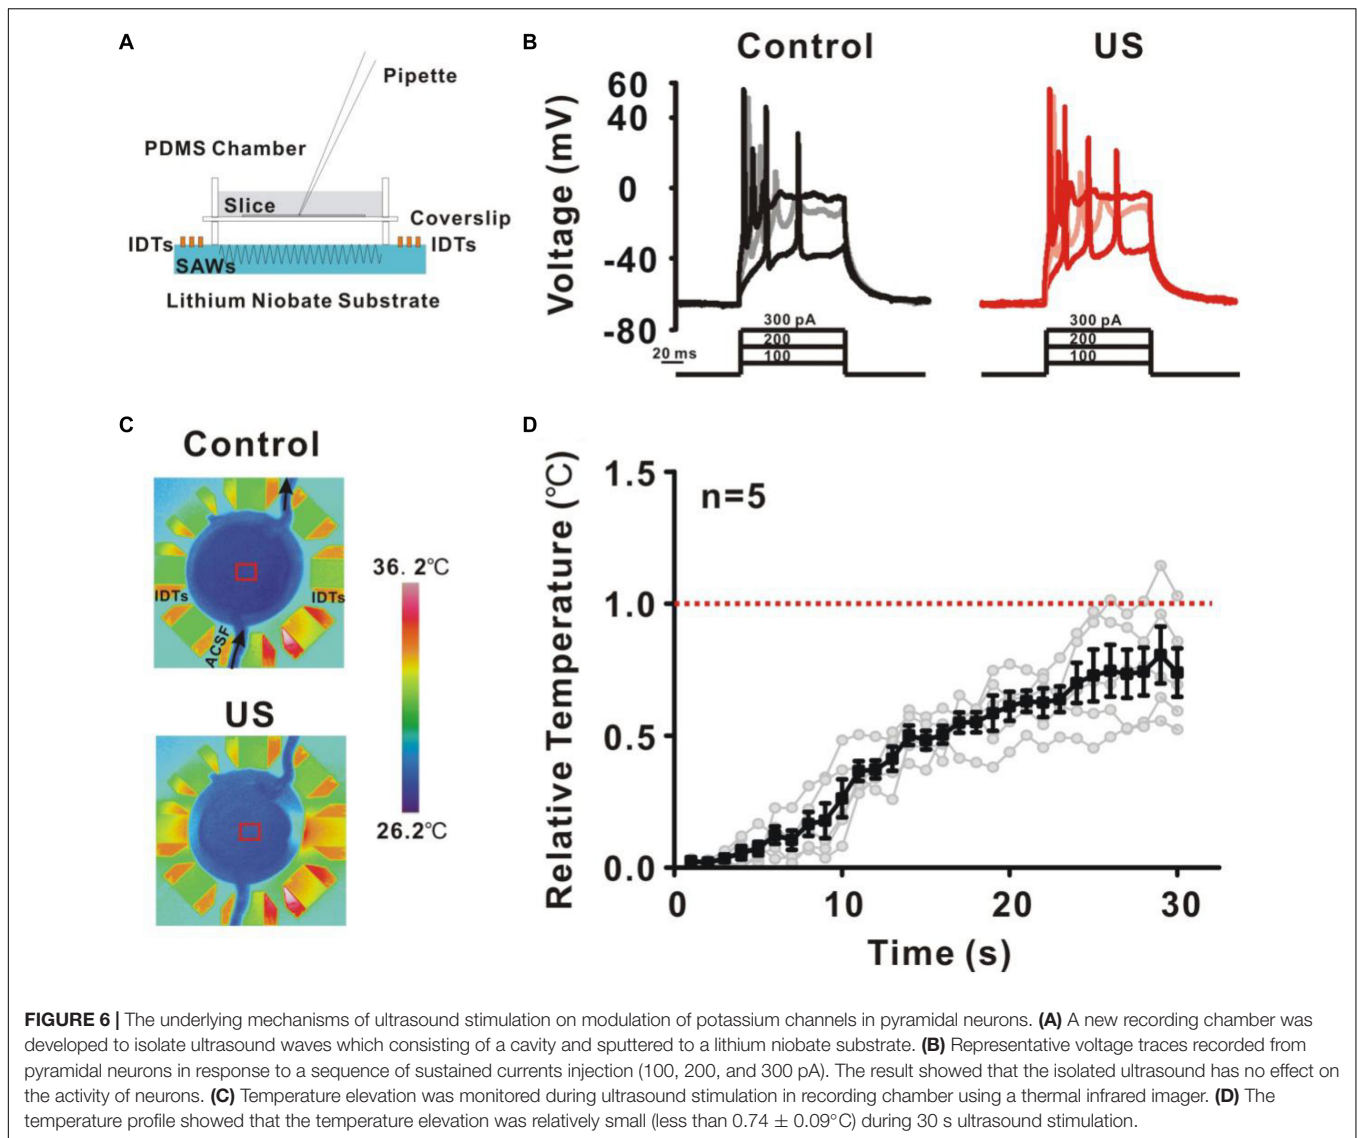 A
Pipette
PDMS Chamber
Slice
Coverslip
IDTs
IDTs
SAWs
Lithium Niobate Substrate
B
Control
US
Voltage (mV)
60
40
0
-40
-80
20 ms
300 pA
200
100
300 pA
200
100
C
Control
IDTs
IDTs
ACSF
US
36. 2℃
26.2℃
D
n=5
Relative Temperature (℃)
1.5
1.0
0.5
0.0
0
10
20
30
Time (s)
FIGURE 6 | The underlying mechanisms of ultrasound stimulation on modulation of potassium channels in pyramidal neurons. (A) A new recording chamber was
developed to isolate ultrasound waves which consisting of a cavity and sputtered to a lithium niobate substrate. (B) Representative voltage traces recorded from
pyramidal neurons in response to a sequence of sustained currents injection (100, 200, and 300 pA). The result showed that the isolated ultrasound has no effect on
the activity of neurons. (C) Temperature elevation was monitored during ultrasound stimulation in recording chamber using a thermal infrared imager. (D) The
temperature profile showed that the temperature elevation was relatively small (less than 0.74 ± 0.09°C) during 30 s ultrasound stimulation.